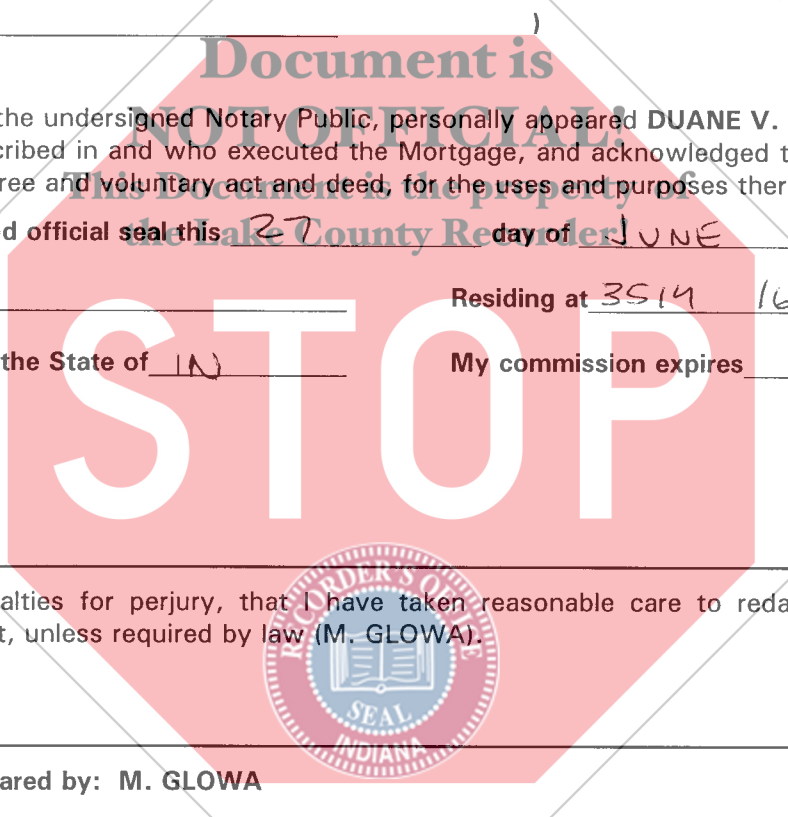 )
Document is
NOT OFFICIAL!
the undersigned Notary Public, personally appeared DUANE V.
cribed in and who executed the Mortgage, and acknowledged t
This Document is the property of
ree and voluntary act and deed, for the uses and purposes ther
the Lake County Recorder!
d official seal this 27 day of JUNE
Residing at 3514 16
the State of IN My commission expires
STOP
RECORDER'S OFFICE
SEAL
INDIANA
alties for perjury, that I have taken reasonable care to reda
t, unless required by law (M. GLOWA).
ared by: M. GLOWA